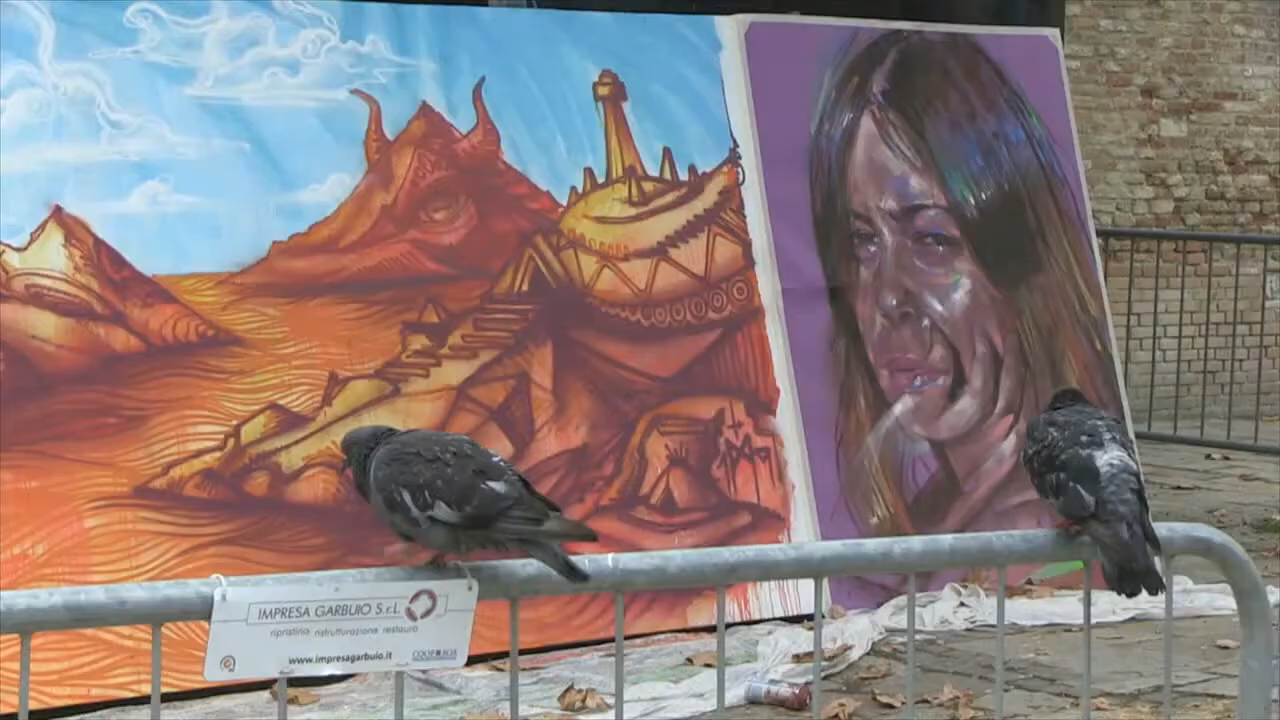 IMPRESA GARBUIO S.r.L
ripristino ristrutturazione restauro
www.impresagarbuio.it